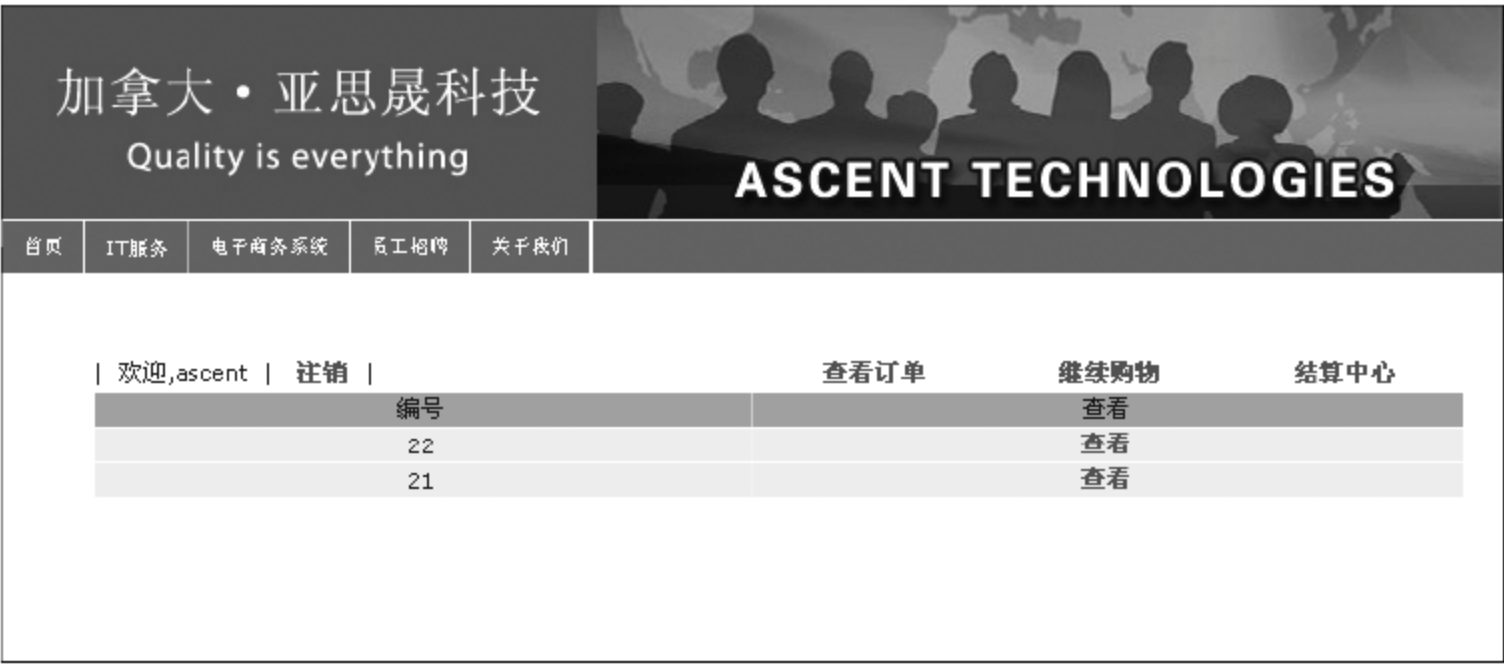 加拿大·亚思晟科技
Quality is everything
ASCENT TECHNOLOGIES
首页 IT服务 电子商务系统 员工招聘 关于我们
| 欢迎,ascent | 注销 | 查看订单 继续购物 结算中心
编号 查看
22 查看
21 查看